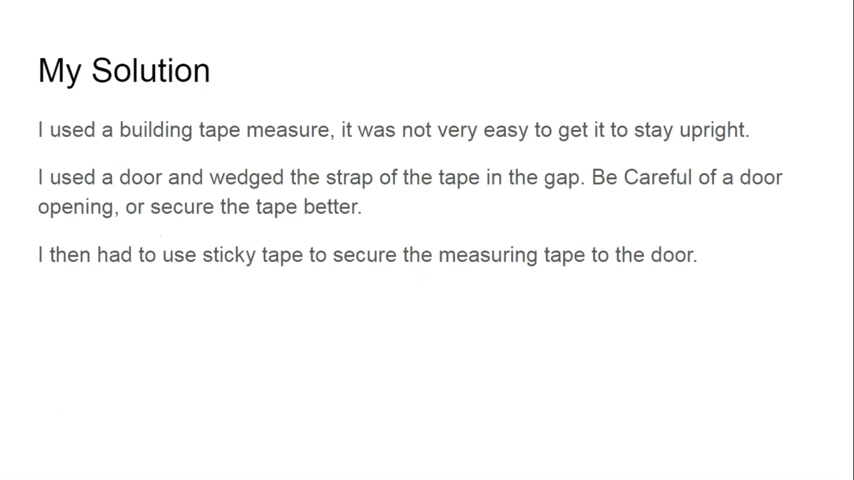 My Solution
I used a building tape measure, it was not very easy to get it to stay upright.
I used a door and wedged the strap of the tape in the gap. Be Careful of a door
opening, or secure the tape better.
I then had to use sticky tape to secure the measuring tape to the door.